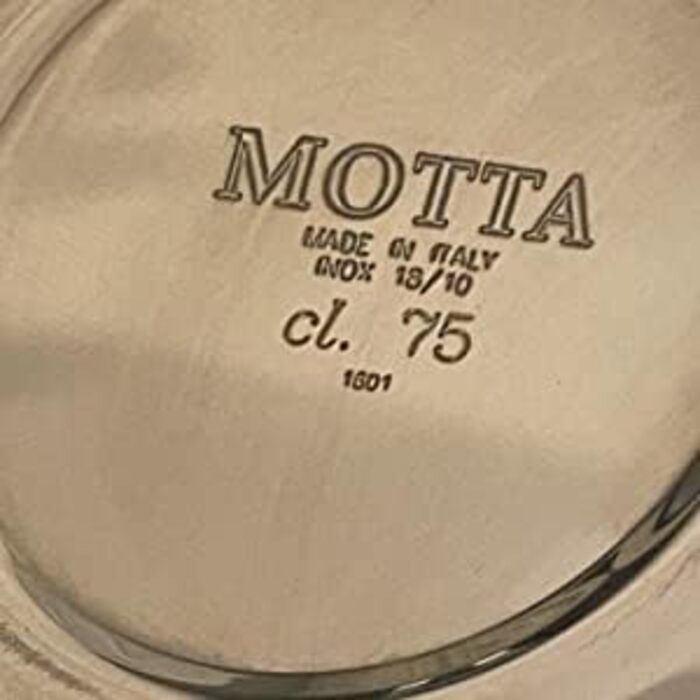 MOTTA
MADE IN ITALY
INOX 18/10
cl. 75
1601